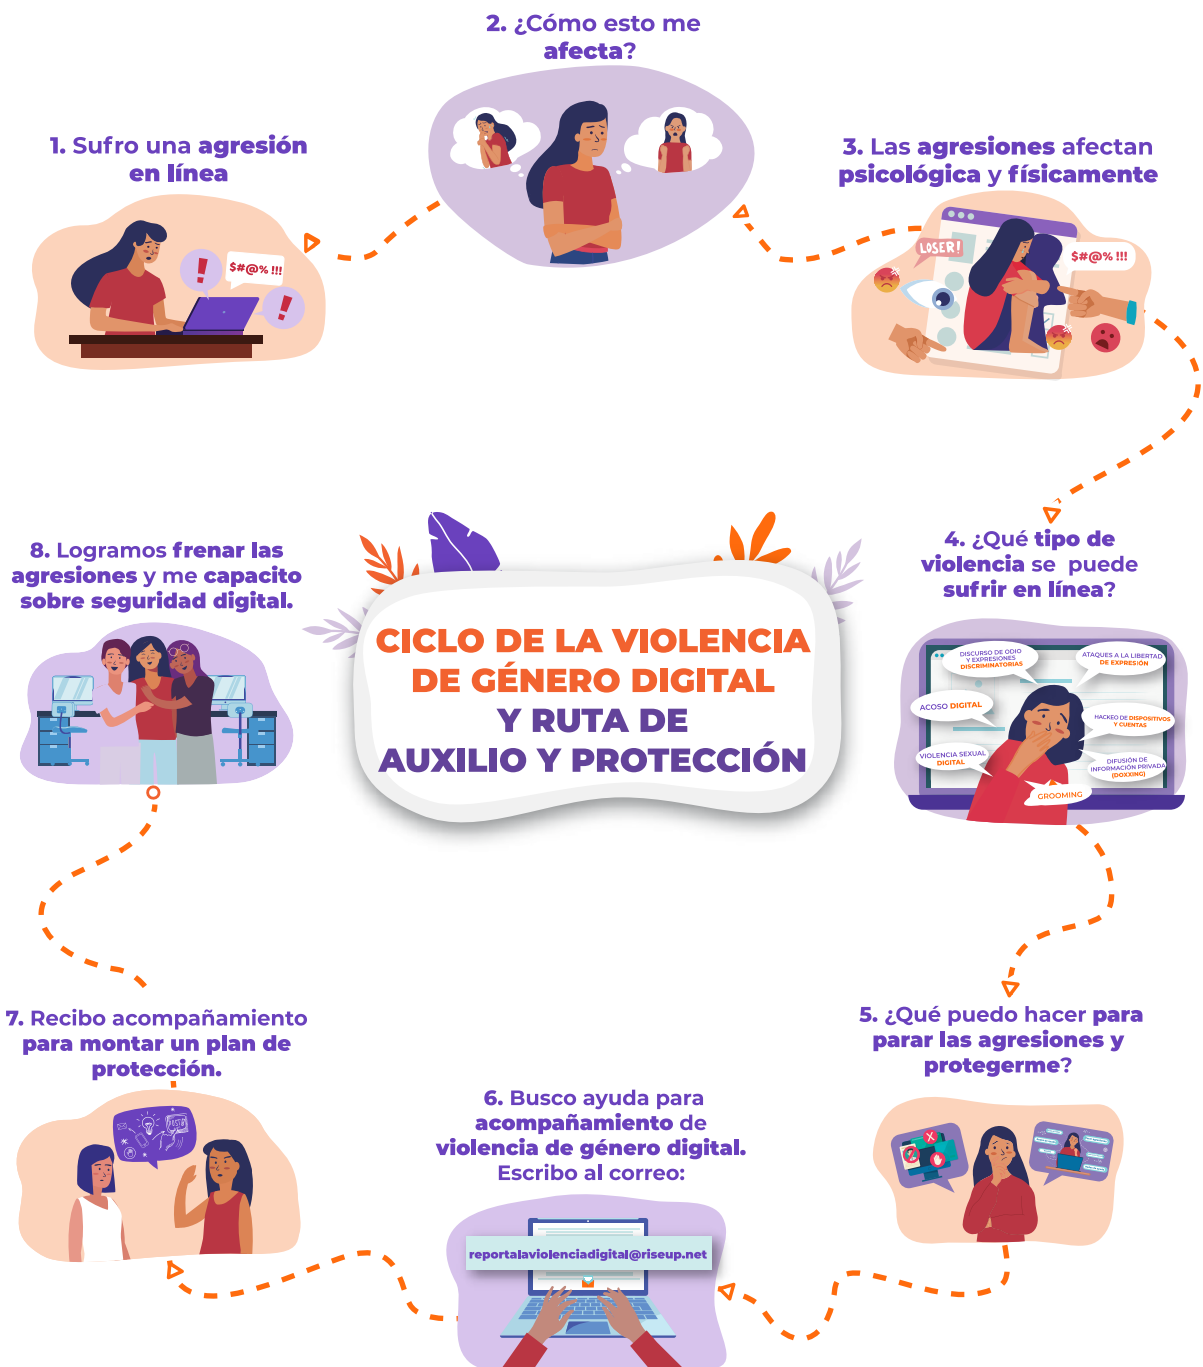 2. ¿Cómo esto me
afecta?
1. Sufro una agresión
en línea
$#@% !!!
3. Las agresiones afectan
psicológica y físicamente
LOSER!
$#@% !!!
4. ¿Qué tipo de
violencia se puede
sufrir en línea?
DISCURSO DE ODIO
Y EXPRESIONES
DISCRIMINATORIAS
ATAQUES A LA LIBERTAD
DE EXPRESIÓN
ACOSO DIGITAL
HACKEO DE DISPOSITIVOS
Y CUENTAS
VIOLENCIA SEXUAL
DIGITAL
DIFUSIÓN DE
INFORMACIÓN PRIVADA
(DOXXING)
GROOMING
CICLO DE LA VIOLENCIA
DE GÉNERO DIGITAL
Y RUTA DE
AUXILIO Y PROTECCIÓN
5. ¿Qué puedo hacer para
parar las agresiones y
protegerme?
6. Busco ayuda para
acompañamiento de
violencia de género digital.
Escribo al correo:
reportalaviolenciadigital@riseup.net
7. Recibo acompañamiento
para montar un plan de
protección.
8. Logramos frenar las
agresiones y me capacito
sobre seguridad digital.